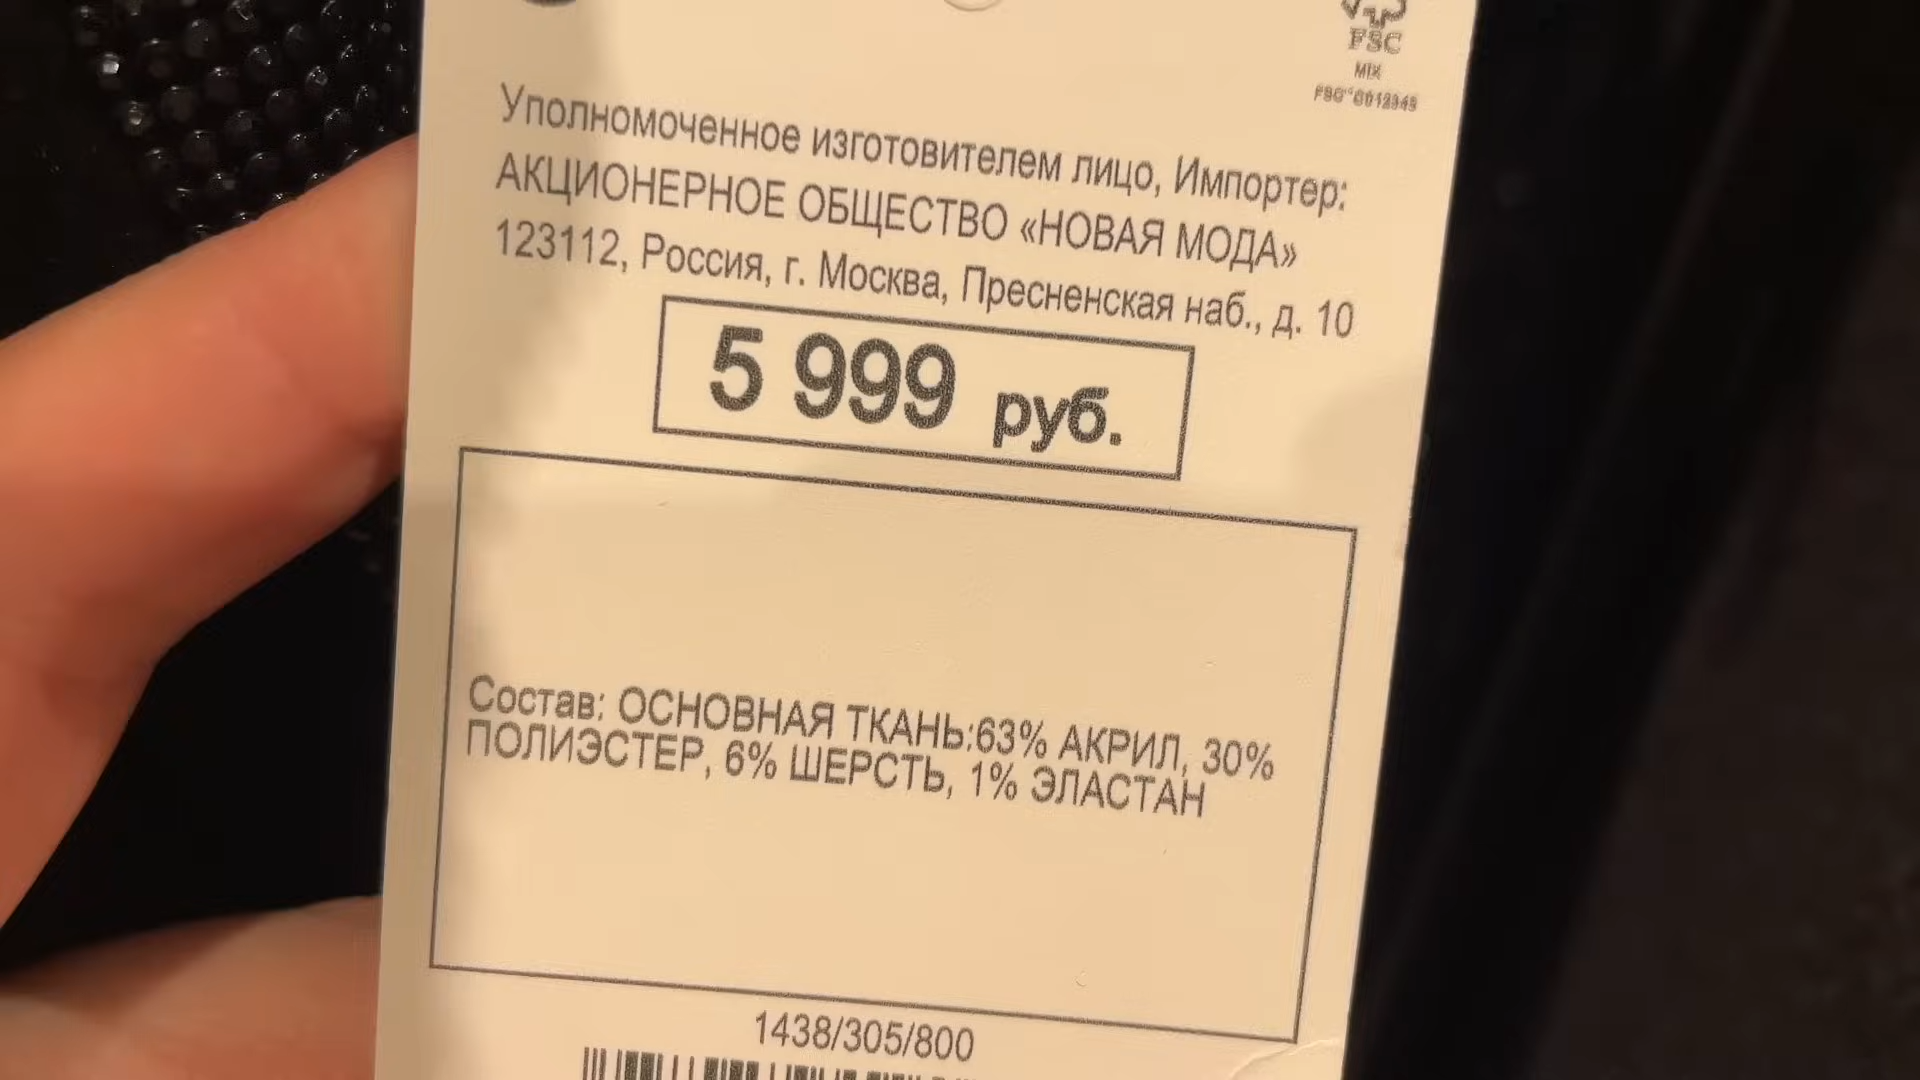 FSC
MIX
Уполномоченное изготовителем лицо, Импортер:
АКЦИОНЕРНОЕ ОБЩЕСТВО «НОВАЯ МОДА»
123112, Россия, г. Москва, Пресненская наб., д. 10
5 999 руб.
Состав: ОСНОВНАЯ ТКАНЬ:63% АКРИЛ, 30%
ПОЛИЭСТЕР, 6% ШЕРСТЬ, 1% ЭЛАСТАН
1438/305/800